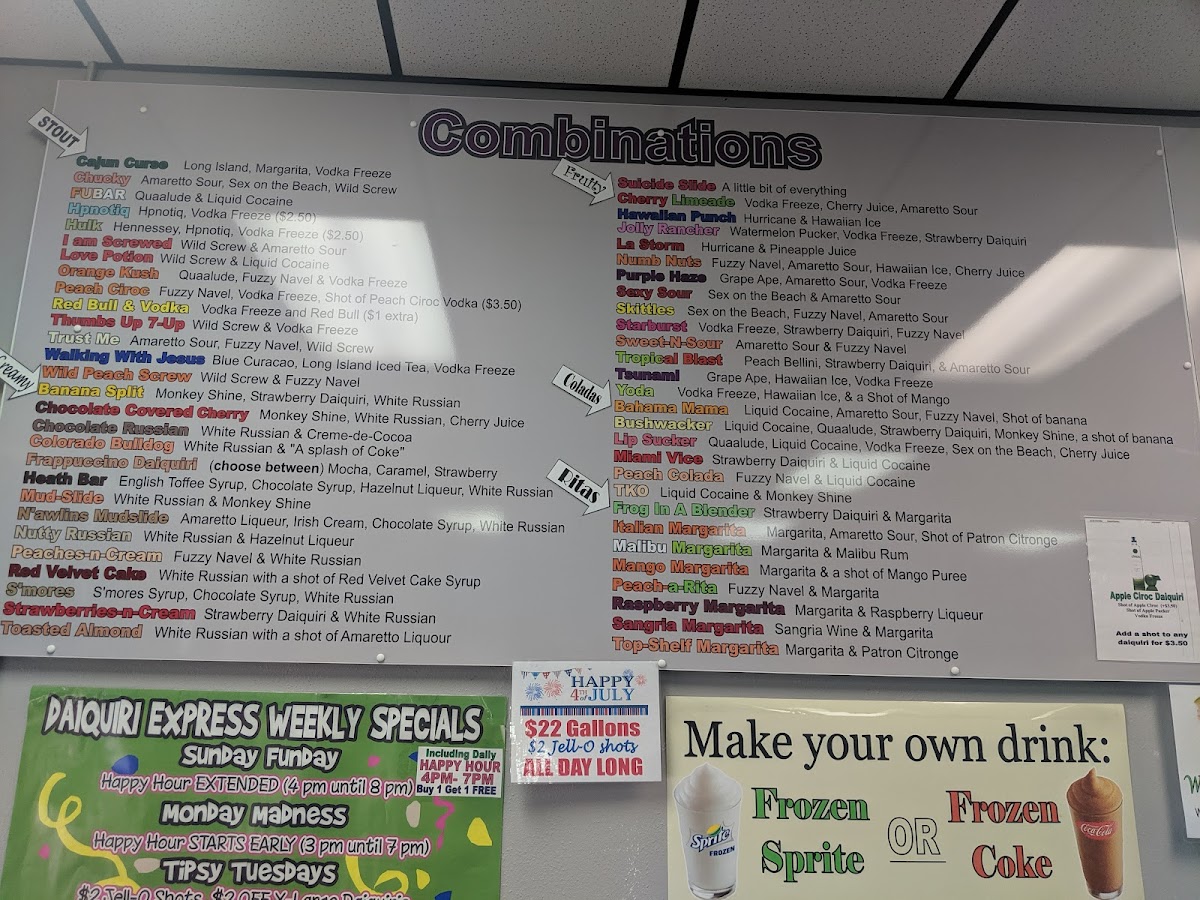 Combinations
STOUT
Cajun Curse Long Island, Margarita, Vodka Freeze
Chucky Amaretto Sour, Sex on the Beach, Wild Screw
FUBAR Quaalude & Liquid Cocaine
Hpnotiq Hpnotiq, Vodka Freeze ($2.50)
Hulk Hennessey, Hpnotiq, Vodka Freeze ($2.50)
I am Screwed Wild Screw & Amaretto Sour
Love Potion Wild Screw & Liquid Cocaine
Orange Kush Quaalude, Fuzzy Navel & Vodka Freeze
Peach Ciroc Fuzzy Navel, Vodka Freeze, Shot of Peach Ciroc Vodka ($3.50)
Red Bull & Vodka Vodka Freeze and Red Bull ($1 extra)
Thumbs Up 7-Up Wild Screw & Vodka Freeze
Trust Me Amaretto Sour, Fuzzy Navel, Wild Screw
Walking With Jesus Blue Curacao, Long Island Iced Tea, Vodka Freeze
Wild Peach Screw Wild Screw & Fuzzy Navel
Creamy
Banana Split Monkey Shine, Strawberry Daiquiri, White Russian
Chocolate Covered Cherry Monkey Shine, White Russian, Cherry Juice
Chocolate Russian White Russian & Creme-de-Cocoa
Colorado Bulldog White Russian & "A splash of Coke"
Frappuccino Daiquiri (choose between) Mocha, Caramel, Strawberry
Heath Bar English Toffee Syrup, Chocolate Syrup, Hazelnut Liqueur, White Russian
Mud-Slide White Russian & Monkey Shine
N'awlins Mudslide Amaretto Liqueur, Irish Cream, Chocolate Syrup, White Russian
Nutty Russian White Russian & Hazelnut Liqueur
Peaches-n-Cream Fuzzy Navel & White Russian
Red Velvet Cake White Russian with a shot of Red Velvet Cake Syrup
S'mores S'mores Syrup, Chocolate Syrup, White Russian
Strawberries-n-Cream Strawberry Daiquiri & White Russian
Toasted Almond White Russian with a shot of Amaretto Liquour
Fruity
Suicide Slide A little bit of everything
Cherry Limeade Vodka Freeze, Cherry Juice, Amaretto Sour
Hawaiian Punch Hurricane & Hawaiian Ice
Jolly Rancher Watermelon Pucker, Vodka Freeze, Strawberry Daiquiri
La Storm Hurricane & Pineapple Juice
Numb Nuts Fuzzy Navel, Amaretto Sour, Hawaiian Ice, Cherry Juice
Purple Haze Grape Ape, Amaretto Sour, Vodka Freeze
Sexy Sour Sex on the Beach & Amaretto Sour
Skittles Sex on the Beach, Fuzzy Navel, Amaretto Sour
Starburst Vodka Freeze, Strawberry Daiquiri, Fuzzy Navel
Sweet-N-Sour Amaretto Sour & Fuzzy Navel
Tropical Blast Peach Bellini, Strawberry Daiquiri, & Amaretto Sour
Tsunami Grape Ape, Hawaiian Ice, Vodka Freeze
Yoda Vodka Freeze, Hawaiian Ice, & a Shot of Mango
Coladas
Bahama Mama Liquid Cocaine, Amaretto Sour, Fuzzy Navel, Shot of banana
Bushwacker Liquid Cocaine, Quaalude, Strawberry Daiquiri, Monkey Shine, a shot of banana
Lip Sucker Quaalude, Liquid Cocaine, Vodka Freeze, Sex on the Beach, Cherry Juice
Miami Vice Strawberry Daiquiri & Liquid Cocaine
Peach Colada Fuzzy Navel & Liquid Cocaine
TKO Liquid Cocaine & Monkey Shine
Ritas
Frog In A Blender Strawberry Daiquiri & Margarita
Italian Margarita Margarita, Amaretto Sour, Shot of Patron Citronge
Malibu Margarita Margarita & Malibu Rum
Mango Margarita Margarita & a shot of Mango Puree
Peach-a-Rita Fuzzy Navel & Margarita
Raspberry Margarita Margarita & Raspberry Liqueur
Sangria Margarita Sangria Wine & Margarita
Top-Shelf Margarita Margarita & Patron Citronge
Apple Ciroc Daiquiri
Shot of Apple Ciroc (+$3.50)
Shot of Apple Pucker
Vodka Freeze
Add a shot to any
daiquiri for $3.50
DAIQUIRI EXPRESS WEEKLY SPECIALS
Sunday Funday
Happy Hour EXTENDED (4 pm until 8 pm)
Including Daily
HAPPY HOUR
4PM- 7PM
Buy 1 Get 1 FREE
Monday Madness
Happy Hour STARTS EARLY (3 pm until 7 pm)
Tipsy Tuesdays
$2 Jell-O Shots $2 OFF X-Large Daiquiris
HAPPY
4TH of JULY
$22 Gallons
$2 Jell-O shots
ALL DAY LONG
Make your own drink:
Frozen Sprite
OR
Frozen Coke
Sprite
FROZEN
Coca-Cola